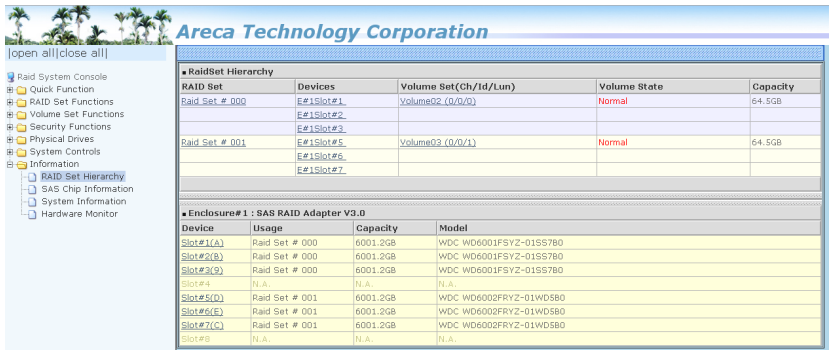 Areca Technology Corporation
|open all|close all|
Raid System Console
Quick Function
RAID Set Functions
Volume Set Functions
Security Functions
Physical Drives
System Controls
Information
RAID Set Hierarchy
SAS Chip Information
System Information
Hardware Monitor
RaidSet Hierarchy
RAID Set Devices Volume Set(Ch/Id/Lun) Volume State Capacity
Raid Set # 000 E#1Slot#1 Volume02 (0/0/0) Normal 64.5GB
E#1Slot#2
E#1Slot#3
Raid Set # 001 E#1Slot#5 Volume03 (0/0/1) Normal 64.5GB
E#1Slot#6
E#1Slot#7
Enclosure#1 : SAS RAID Adapter V3.0
Device Usage Capacity Model
Slot#1(A) Raid Set # 000 6001.2GB WDC WD6001FSYZ-01SS7B0
Slot#2(B) Raid Set # 000 6001.2GB WDC WD6001FSYZ-01SS7B0
Slot#3(9) Raid Set # 000 6001.2GB WDC WD6001FSYZ-01SS7B0
Slot#4 N.A. N.A. N.A.
Slot#5(D) Raid Set # 001 6001.2GB WDC WD6002FRYZ-01WD5B0
Slot#6(E) Raid Set # 001 6001.2GB WDC WD6002FRYZ-01WD5B0
Slot#7(C) Raid Set # 001 6001.2GB WDC WD6002FRYZ-01WD5B0
Slot#8 N.A. N.A. N.A.